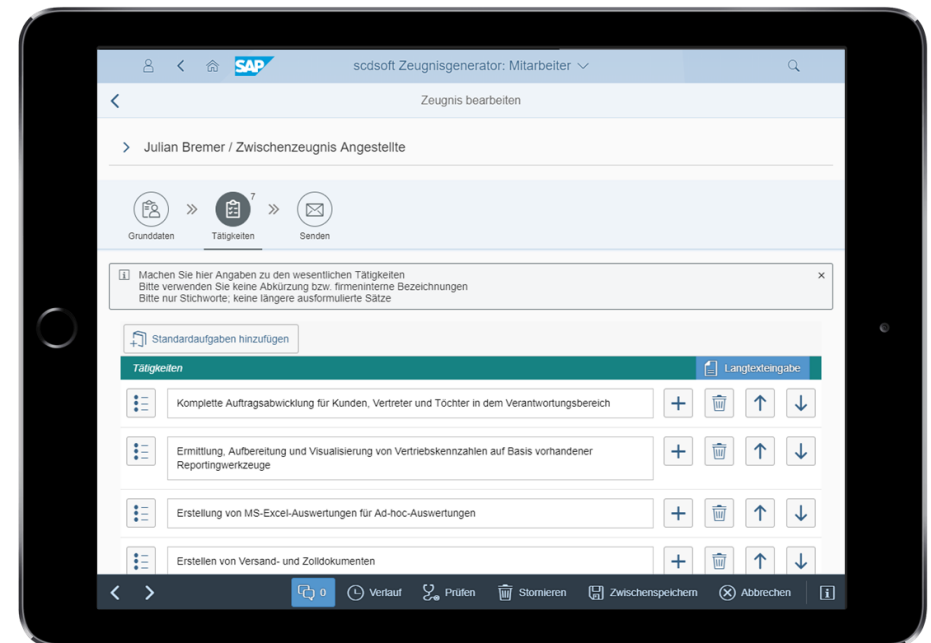 SAP scdsoft Zeugnisgenerator: Mitarbeiter
Zeugnis bearbeiten
Julian Bremer / Zwischenzeugnis Angestellte
7
Grunddaten Tätigkeiten Senden
Machen Sie hier Angaben zu den wesentlichen Tätigkeiten
Bitte verwenden Sie keine Abkürzung bzw. firmeninterne Bezeichnungen
Bitte nur Stichworte; keine längere ausformulierte Sätze
Standardaufgaben hinzufügen
Tätigkeiten Langtexteingabe
Komplette Auftragsabwicklung für Kunden, Vertreter und Töchter in dem Verantwortungsbereich
Ermittlung, Aufbereitung und Visualisierung von Vertriebskennzahlen auf Basis vorhandener
Reportingwerkzeuge
Erstellung von MS-Excel-Auswertungen für Ad-hoc-Auswertungen
Erstellen von Versand- und Zolldokumenten
0 Verlauf Prüfen Stornieren Zwischenspeichern Abbrechen